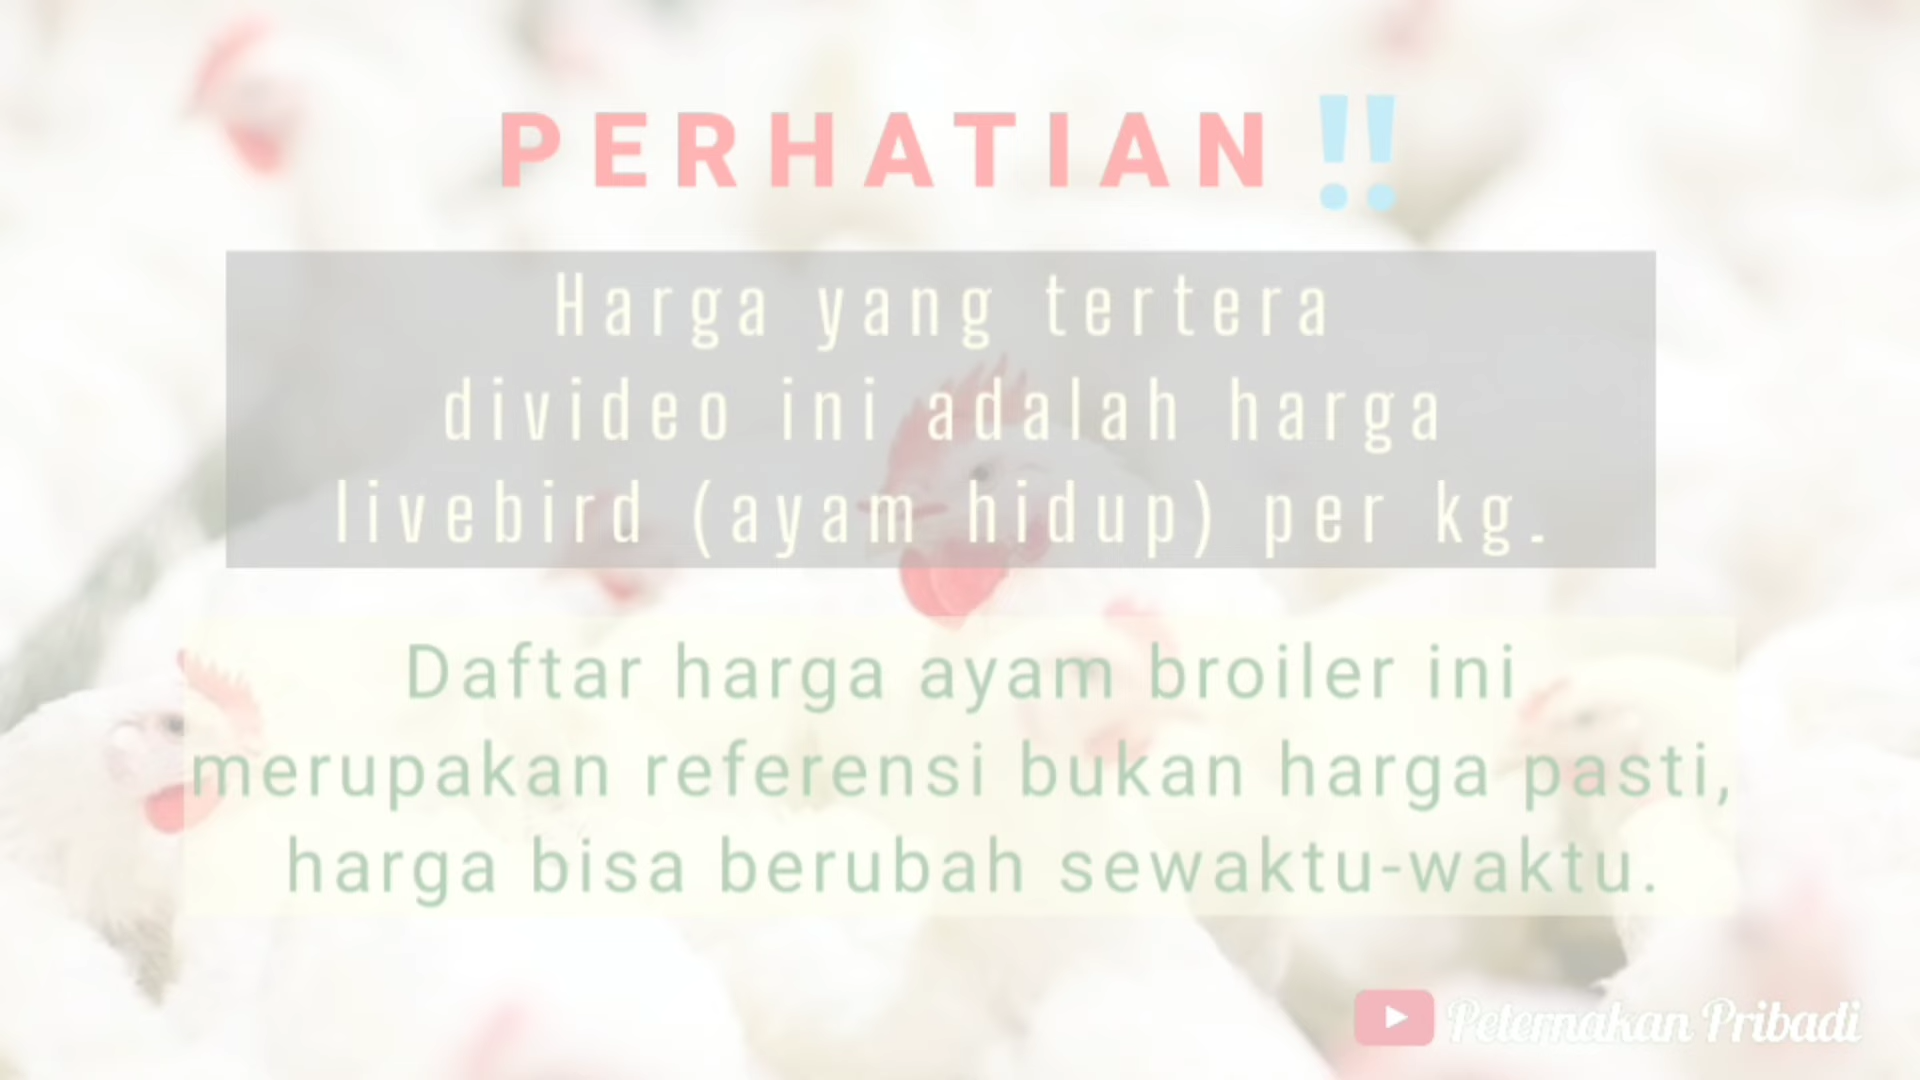 PERHATIAN‼
Harga yang tertera
divideo ini adalah harga
livebird (ayam hidup) per kg.
Daftar harga ayam broiler ini
merupakan referensi bukan harga pasti,
harga bisa berubah sewaktu-waktu.
Peternakan Pribadi